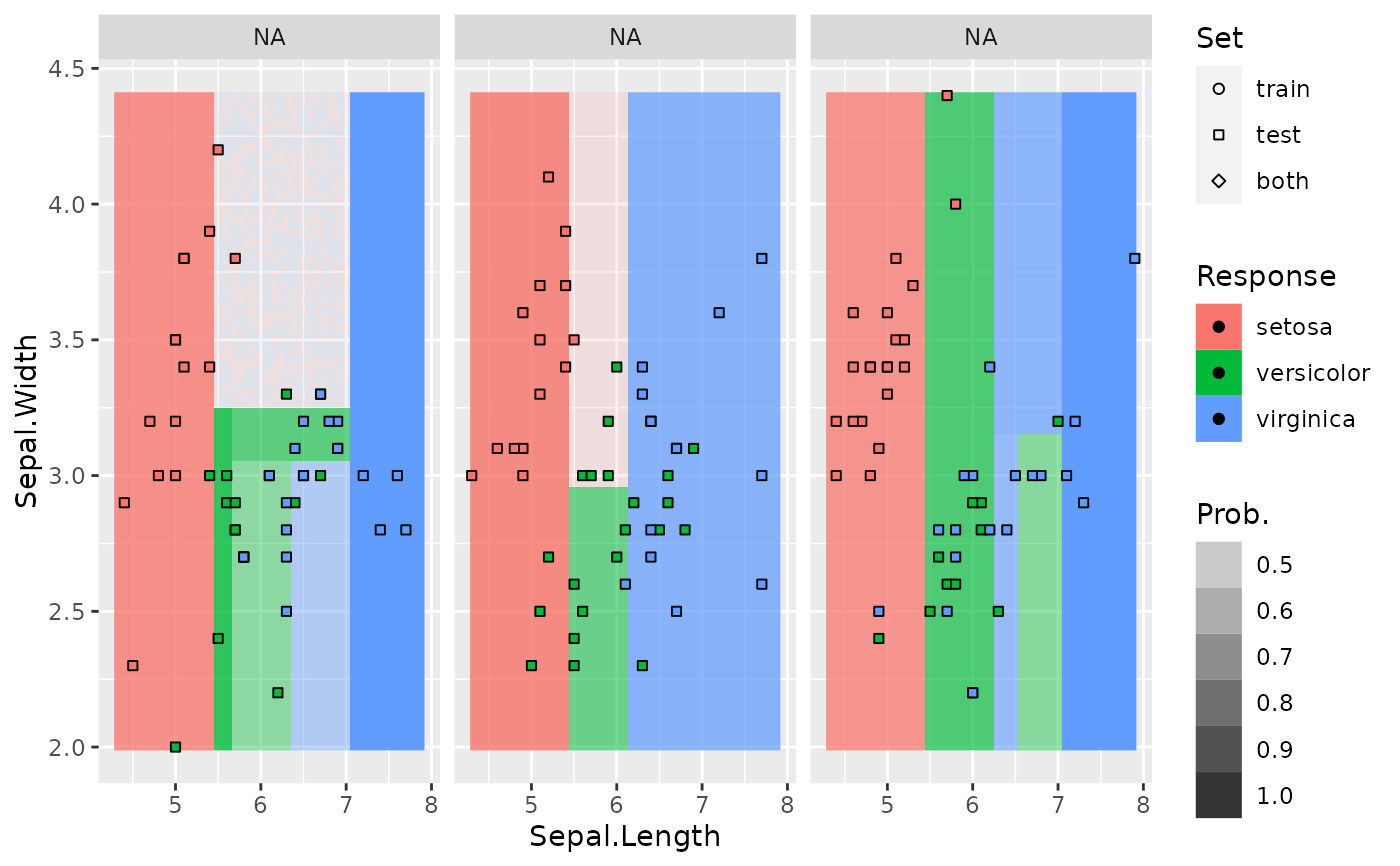 NA NA NA
4.5
4.0
3.5
3.0
2.5
2.0
Sepal.Width
5 6 7 8 5 6 7 8 5 6 7 8
Sepal.Length
Set
train
test
both
Response
setosa
versicolor
virginica
Prob.
0.5
0.6
0.7
0.8
0.9
1.0